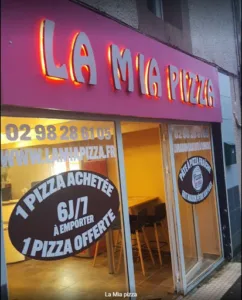 LA MIA PIZZA
02 98 28 61 05
WWW.LAMIAPIZZA.FR
1 PIZZA ACHETÉE
6J/7
À EMPORTER
1 PIZZA OFFERTE
La Mia pizza